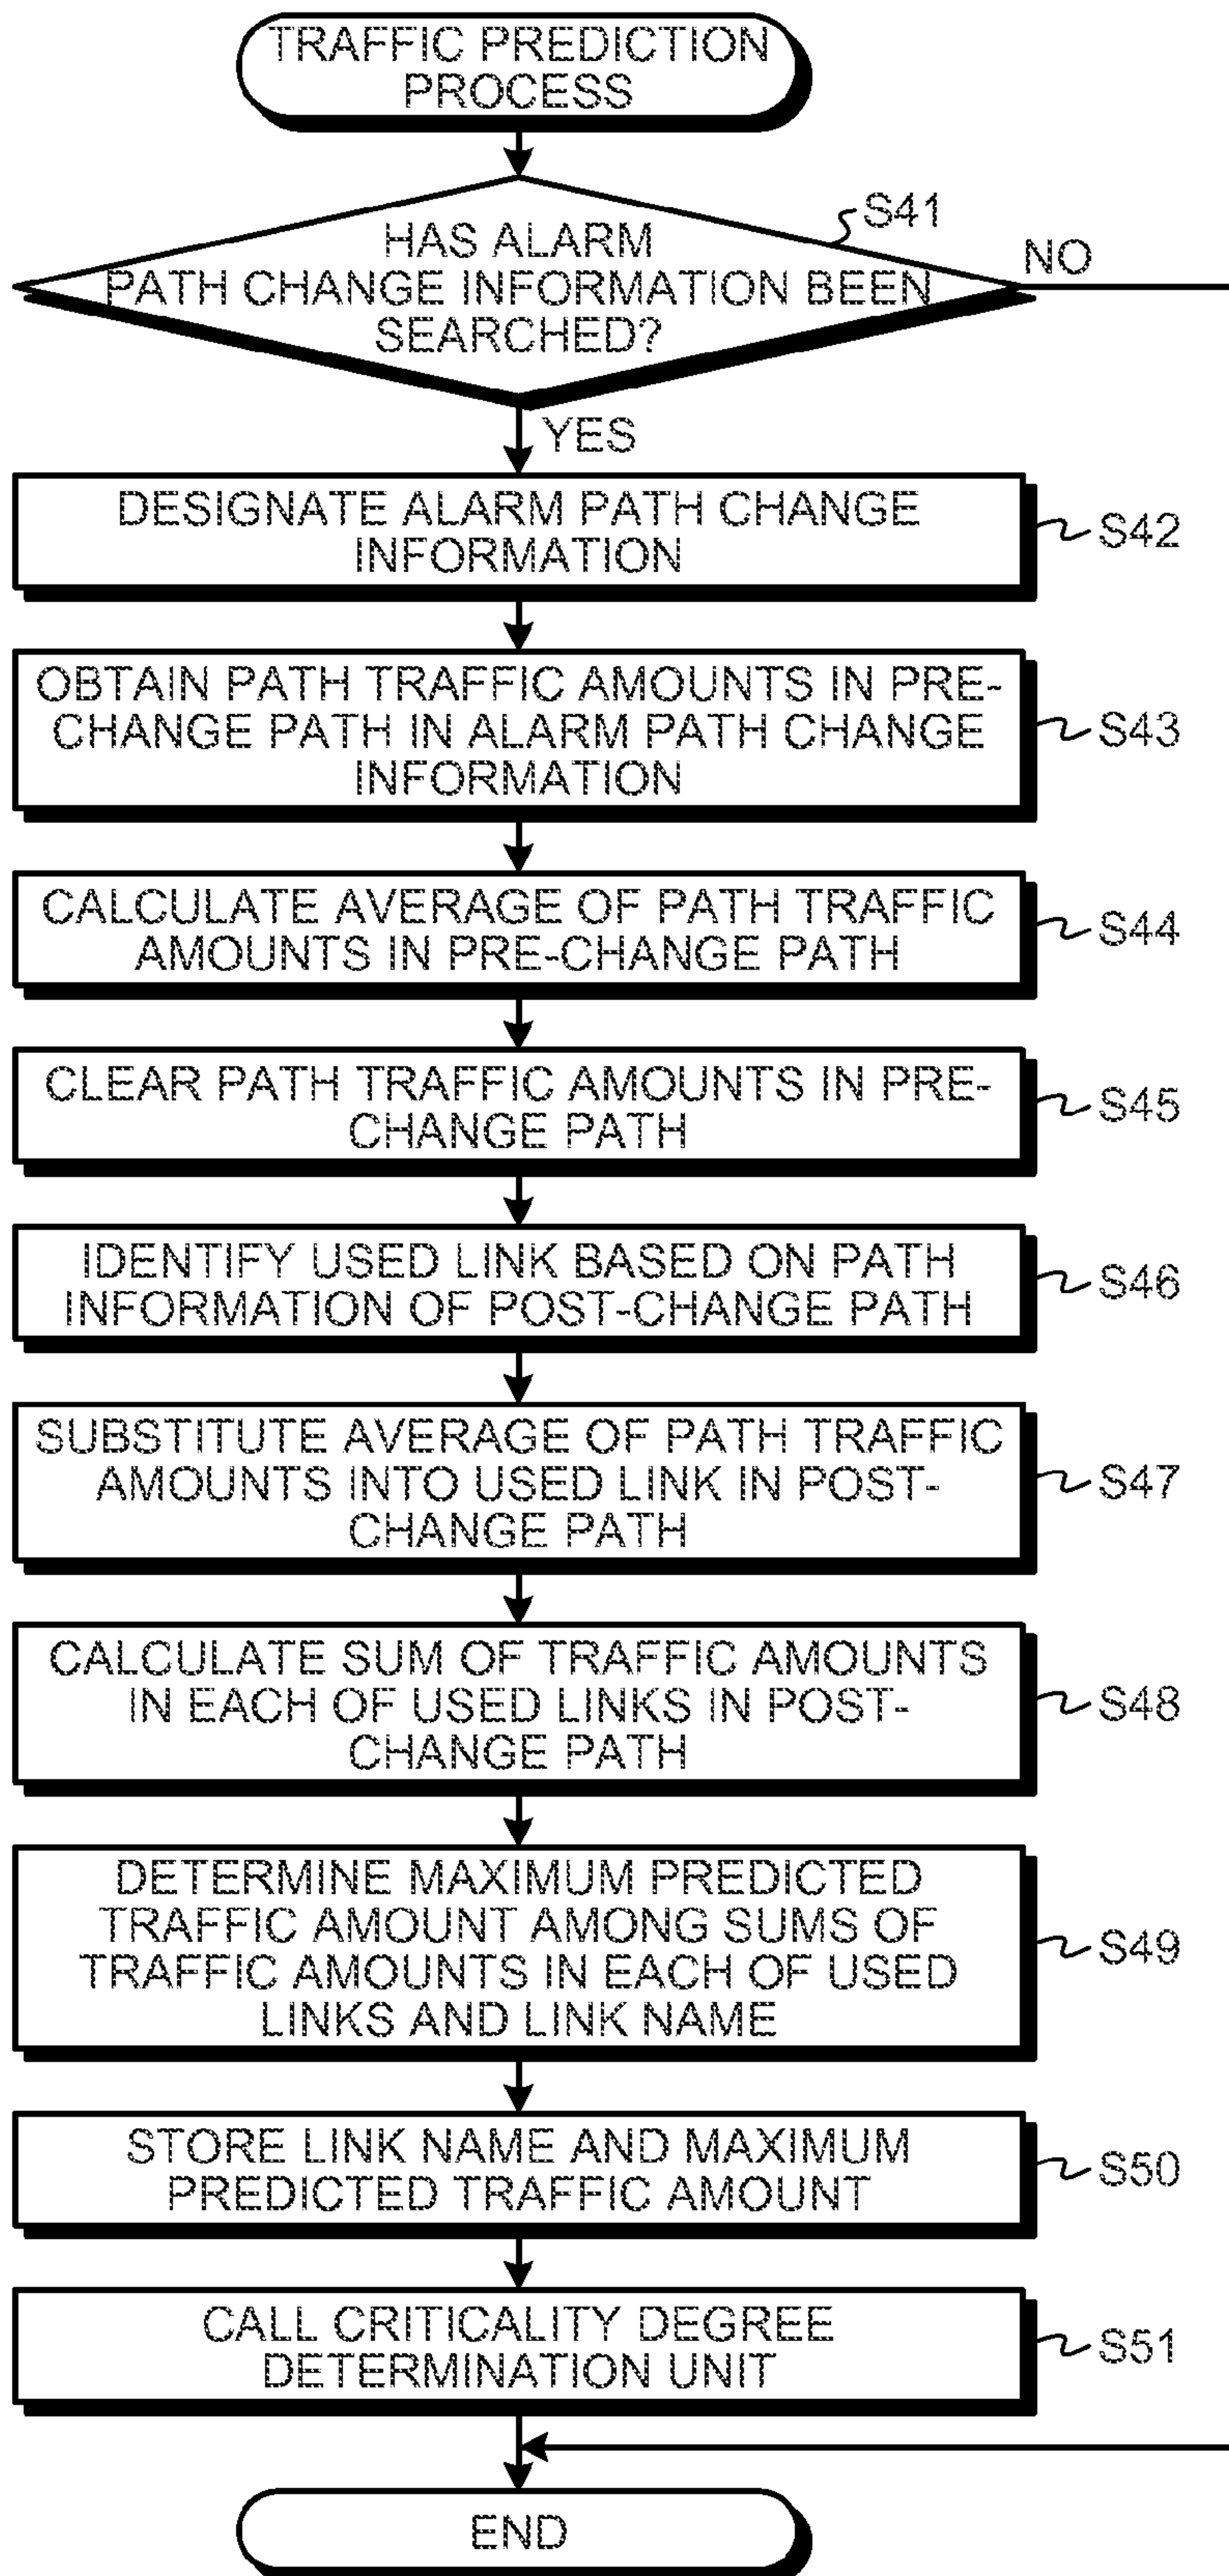 TRAFFIC PREDICTION
PROCESS
S41
HAS ALARM
PATH CHANGE INFORMATION BEEN
SEARCHED?
NO
YES
DESIGNATE ALARM PATH CHANGE
INFORMATION
S42
OBTAIN PATH TRAFFIC AMOUNTS IN PRE-
CHANGE PATH IN ALARM PATH CHANGE
INFORMATION
S43
CALCULATE AVERAGE OF PATH TRAFFIC
AMOUNTS IN PRE-CHANGE PATH
S44
CLEAR PATH TRAFFIC AMOUNTS IN PRE-
CHANGE PATH
S45
IDENTIFY USED LINK BASED ON PATH
INFORMATION OF POST-CHANGE PATH
S46
SUBSTITUTE AVERAGE OF PATH TRAFFIC
AMOUNTS INTO USED LINK IN POST-
CHANGE PATH
S47
CALCULATE SUM OF TRAFFIC AMOUNTS
IN EACH OF USED LINKS IN POST-
CHANGE PATH
S48
DETERMINE MAXIMUM PREDICTED
TRAFFIC AMOUNT AMONG SUMS OF
TRAFFIC AMOUNTS IN EACH OF USED
LINKS AND LINK NAME
S49
STORE LINK NAME AND MAXIMUM
PREDICTED TRAFFIC AMOUNT
S50
CALL CRITICALITY DEGREE
DETERMINATION UNIT
S51
END